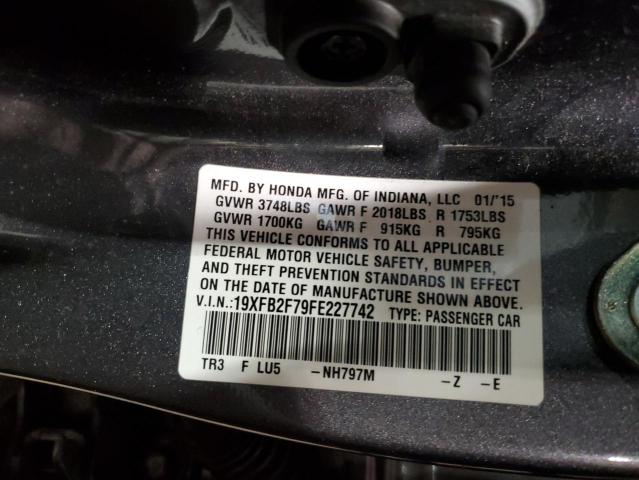 MFD. BY HONDA MFG. OF INDIANA, LLC 01/'15
GVWR 3748LBS GAWR F 2018LBS R 1753LBS
GVWR 1700KG GAWR F 915KG R 795KG
THIS VEHICLE CONFORMS TO ALL APPLICABLE
FEDERAL MOTOR VEHICLE SAFETY, BUMPER,
AND THEFT PREVENTION STANDARDS IN EFFECT
ON THE DATE OF MANUFACTURE SHOWN ABOVE.
V.I.N.:19XFB2F79FE227742 TYPE: PASSENGER CAR
TR3 F LU5 -NH797M -Z -E